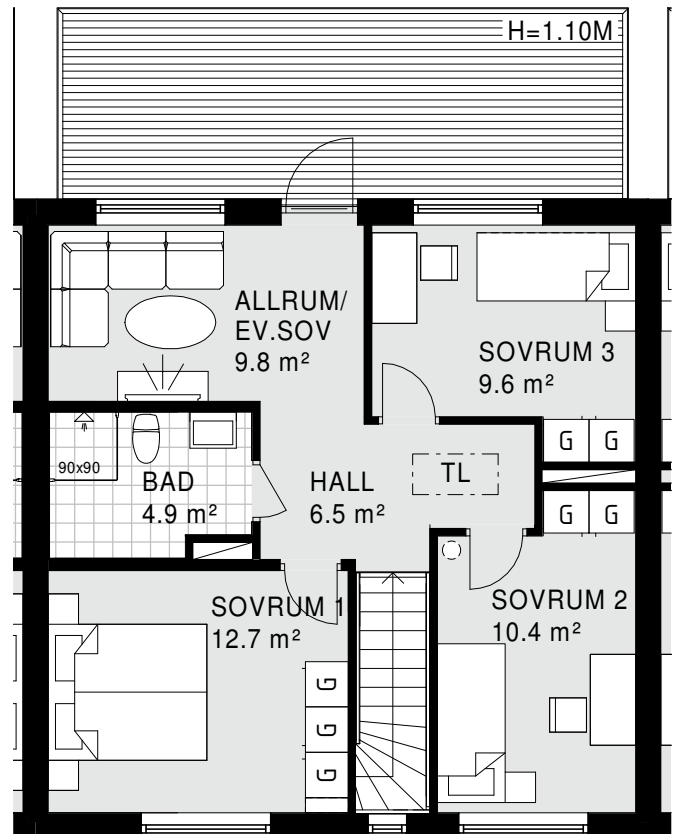 H=1.10M
ALLRUM/
EV.SOV
9.8 m²
SOVRUM 3
9.6 m²
G G
90x90
BAD
4.9 m²
HALL
6.5 m²
TL
G G
SOVRUM 1
12.7 m²
SOVRUM 2
10.4 m²
G
G
G